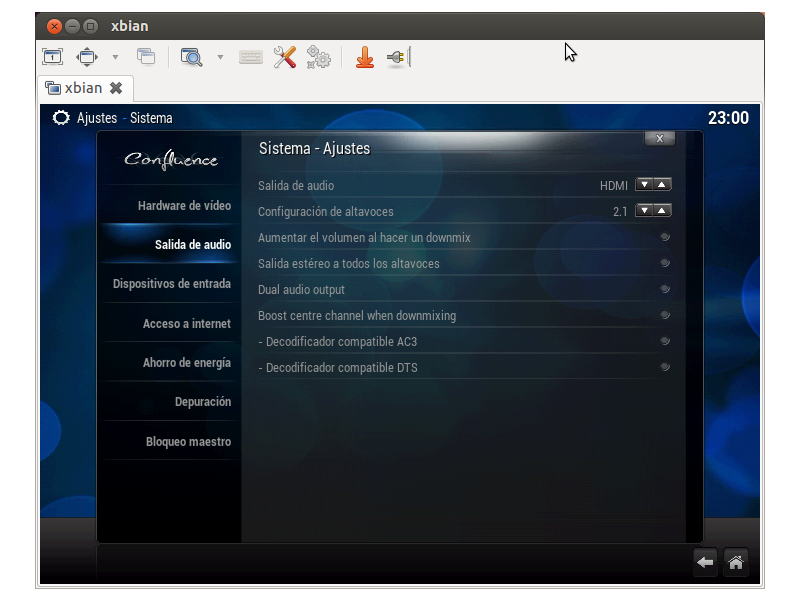 xbian
xbian
Ajustes - Sistema
23:00
Confluence
Sistema - Ajustes
x
Hardware de vídeo
Salida de audio
Dispositivos de entrada
Acceso a internet
Ahorro de energía
Depuración
Bloqueo maestro
Salida de audio HDMI
Configuración de altavoces 2.1
Aumentar el volumen al hacer un downmix
Salida estéreo a todos los altavoces
Dual audio output
Boost centre channel when downmixing
- Decodificador compatible AC3
- Decodificador compatible DTS